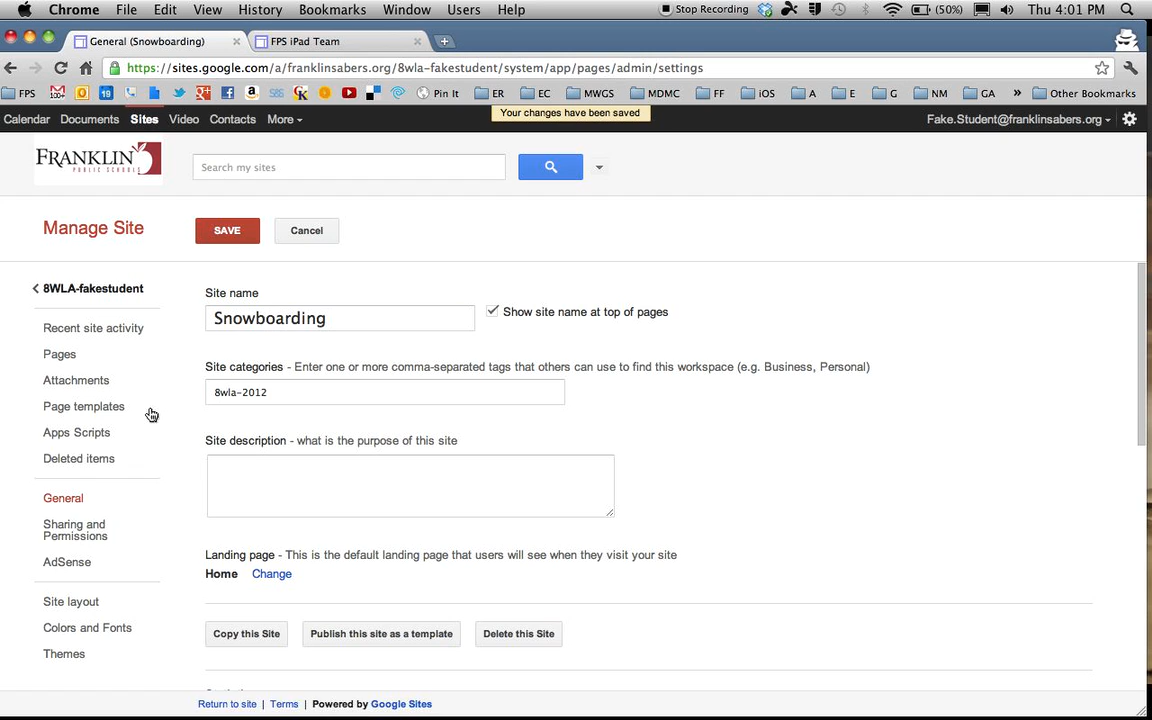 Chrome File Edit View History Bookmarks Window Users Help Stop Recording (50%) Thu 4:01 PM
General (Snowboarding) FPS iPad Team
https://sites.google.com/a/franklinsabers.org/8wla-fakestudent/system/app/pages/admin/settings
FPS Pin It ER EC MWGS MDMC FF iOS A E G NM GA » Other Bookmarks
Your changes have been saved
Calendar Documents Sites Video Contacts More Fake.Student@franklinsabers.org
FRANKLIN
PUBLIC SCHOOLS
Search my sites
Manage Site SAVE Cancel
8WLA-fakestudent
Recent site activity
Pages
Attachments
Page templates
Apps Scripts
Deleted items
General
Sharing and
Permissions
AdSense
Site layout
Colors and Fonts
Themes
Site name
Snowboarding Show site name at top of pages
Site categories - Enter one or more comma-separated tags that others can use to find this workspace (e.g. Business, Personal)
8wla-2012
Site description - what is the purpose of this site
Landing page - This is the default landing page that users will see when they visit your site
Home Change
Copy this Site Publish this site as a template Delete this Site
Return to site | Terms | Powered by Google Sites